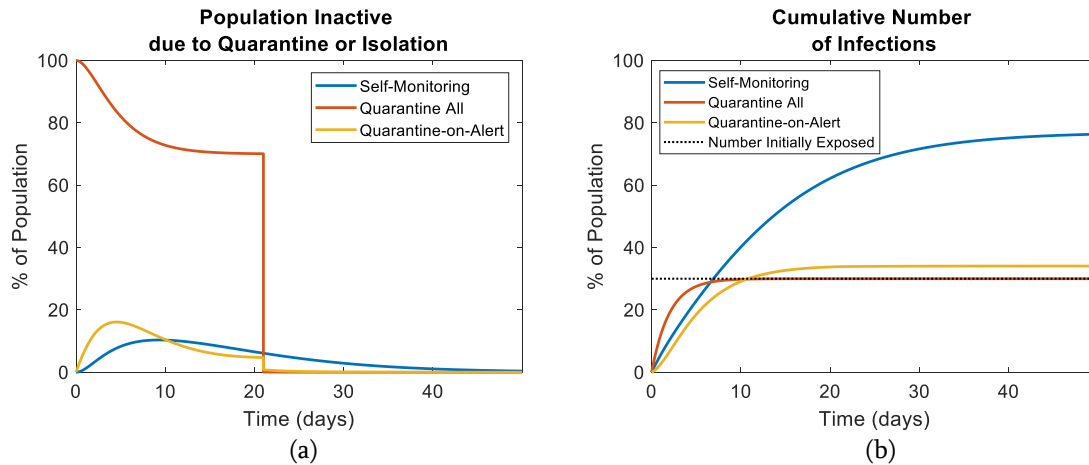 Population Inactive
due to Quarantine or Isolation
% of Population
100
80
60
40
20
0
Self-Monitoring
Quarantine All
Quarantine-on-Alert
0 10 20 30 40
Time (days)
(a)
Cumulative Number
of Infections
% of Population
100
80
60
40
20
0
Self-Monitoring
Quarantine All
Quarantine-on-Alert
Number Initially Exposed
0 10 20 30 40
Time (days)
(b)